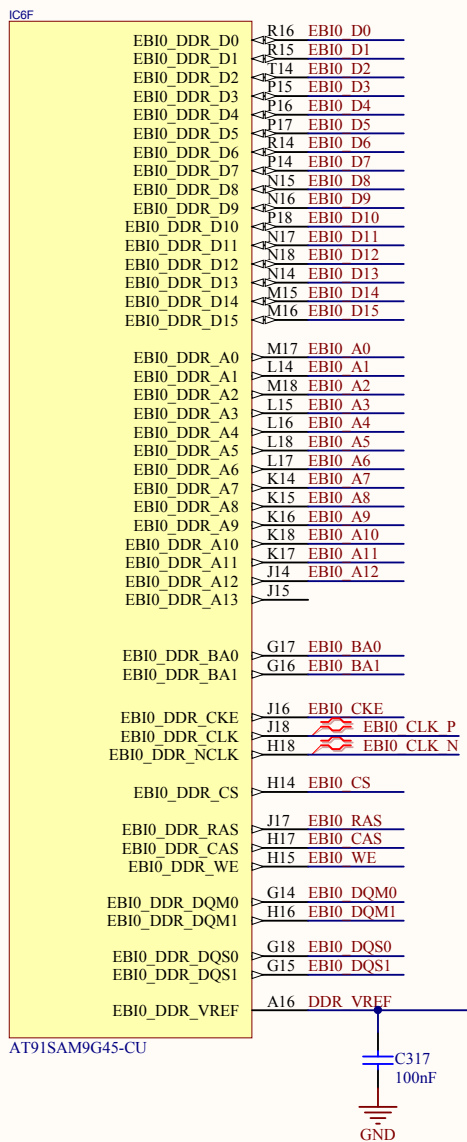 IC6F
EBI0_DDR_D0 R16 EBI0_D0
EBI0_DDR_D1 R15 EBI0_D1
EBI0_DDR_D2 T14 EBI0_D2
EBI0_DDR_D3 P15 EBI0_D3
EBI0_DDR_D4 P16 EBI0_D4
EBI0_DDR_D5 P17 EBI0_D5
EBI0_DDR_D6 R14 EBI0_D6
EBI0_DDR_D7 P14 EBI0_D7
EBI0_DDR_D8 N15 EBI0_D8
EBI0_DDR_D9 N16 EBI0_D9
EBI0_DDR_D10 P18 EBI0_D10
EBI0_DDR_D11 N17 EBI0_D11
EBI0_DDR_D12 N18 EBI0_D12
EBI0_DDR_D13 N14 EBI0_D13
EBI0_DDR_D14 M15 EBI0_D14
EBI0_DDR_D15 M16 EBI0_D15
EBI0_DDR_A0 M17 EBI0_A0
EBI0_DDR_A1 L14 EBI0_A1
EBI0_DDR_A2 M18 EBI0_A2
EBI0_DDR_A3 L15 EBI0_A3
EBI0_DDR_A4 L16 EBI0_A4
EBI0_DDR_A5 L18 EBI0_A5
EBI0_DDR_A6 L17 EBI0_A6
EBI0_DDR_A7 K14 EBI0_A7
EBI0_DDR_A8 K15 EBI0_A8
EBI0_DDR_A9 K16 EBI0_A9
EBI0_DDR_A10 K18 EBI0_A10
EBI0_DDR_A11 K17 EBI0_A11
EBI0_DDR_A12 J14 EBI0_A12
EBI0_DDR_A13 J15
EBI0_DDR_BA0 G17 EBI0_BA0
EBI0_DDR_BA1 G16 EBI0_BA1
EBI0_DDR_CKE J16 EBI0_CKE
EBI0_DDR_CLK J18 EBI0_CLK_P
EBI0_DDR_NCLK H18 EBI0_CLK_N
EBI0_DDR_CS H14 EBI0_CS
EBI0_DDR_RAS J17 EBI0_RAS
EBI0_DDR_CAS H17 EBI0_CAS
EBI0_DDR_WE H15 EBI0_WE
EBI0_DDR_DQM0 G14 EBI0_DQM0
EBI0_DDR_DQM1 H16 EBI0_DQM1
EBI0_DDR_DQS0 G18 EBI0_DQS0
EBI0_DDR_DQS1 G15 EBI0_DQS1
EBI0_DDR_VREF A16 DDR_VREF
AT91SAM9G45-CU
C317
100nF
GND